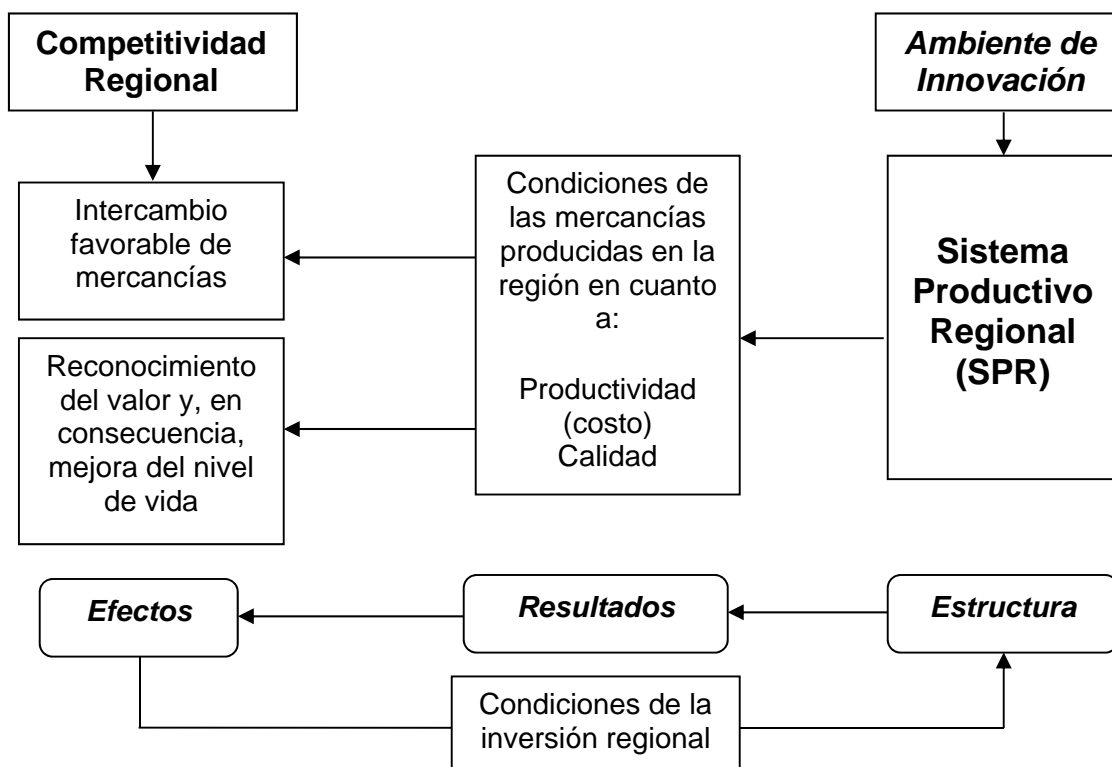 Competitividad
Regional
Ambiente de
Innovación
Intercambio
favorable de
mercancías
Reconocimiento
del valor y, en
consecuencia,
mejora del nivel
de vida
Condiciones de
las mercancías
producidas en la
región en cuanto
a:
Productividad
(costo)
Calidad
Sistema
Productivo
Regional
(SPR)
Efectos
Resultados
Estructura
Condiciones de la
inversión regional